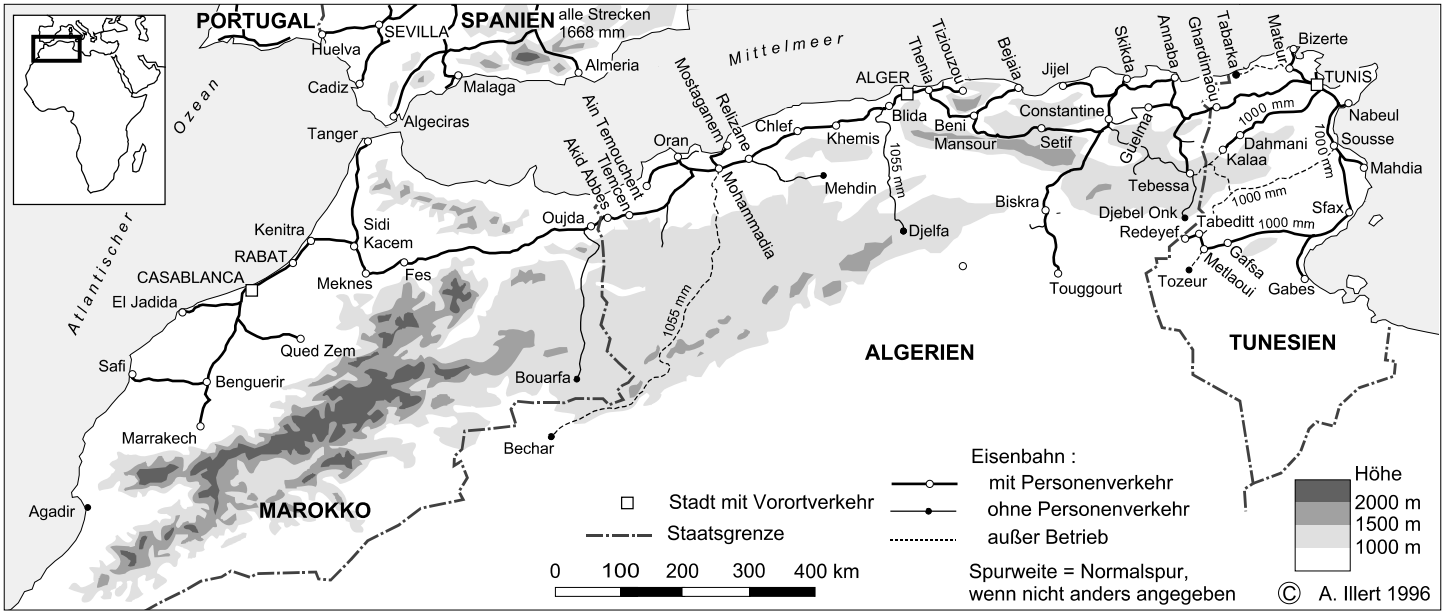 PORTUGAL
SPANIEN
alle Strecken
1668 mm
SEVILLA
Huelva
Cadiz
Malaga
Almeria
Algeciras
Atlantischer
Ozean
Mittelmeer
Tanger
Kenitra
RABAT
CASABLANCA
El Jadida
Safi
Sidi
Kacem
Meknes
Fes
Qued Zem
Benguerir
Marrakech
Agadir
MAROKKO
Oujda
Bouarfa
Akid Abbes
Tlemcen
Ain Temouchent
Oran
Mostaganem
Relizane
Mohammadia
1055 mm
Bechar
Mehdin
Chlef
Khemis
Blida
ALGER
Thenia
Tiziouzou
1055 mm
Djelfa
Beni
Mansour
Bejaia
Setif
Jijel
Constantine
Skikda
Annaba
Guelma
Ghardimaou
Tabarka
Mateur
Bizerte
TUNIS
Nabeul
Sousse
Mahdia
Sfax
1000 mm
1000 mm
1000 mm
1000 mm
Dahmani
Kalaa
Tebessa
Djebel Onk
Redeyef
Tabeditt
Gafsa
Metlaoui
Tozeur
Gabes
Biskra
Touggourt
ALGERIEN
TUNESIEN
Stadt mit Vorortverkehr
Staatsgrenze
0 100 200 300 400 km
Eisenbahn :
mit Personenverkehr
ohne Personenverkehr
außer Betrieb
Spurweite = Normalspur,
wenn nicht anders angegeben
Höhe
2000 m
1500 m
1000 m
© A. Illert 1996